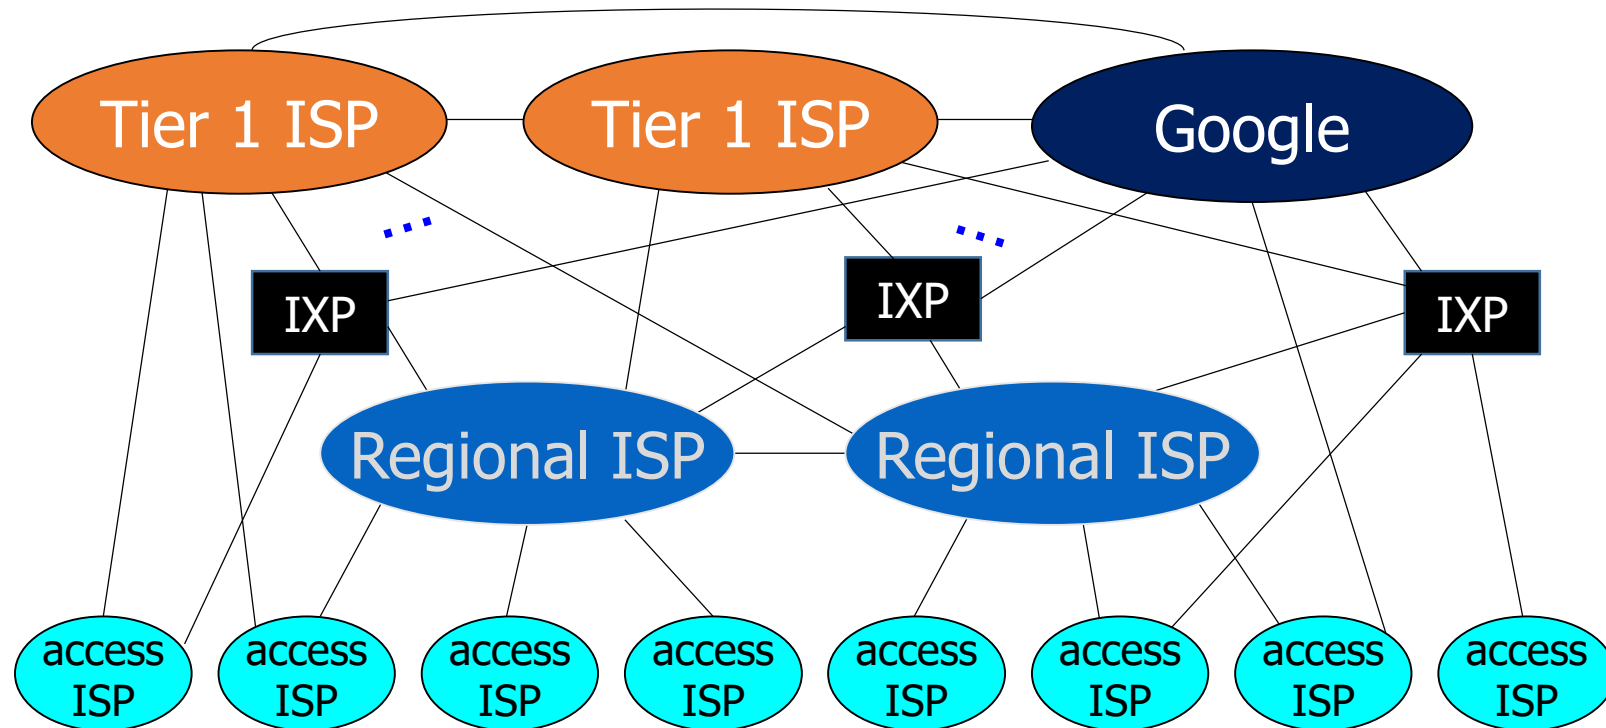 Tier 1 ISP
Tier 1 ISP
Google
...
...
IXP
IXP
IXP
Regional ISP
Regional ISP
access
ISP
access
ISP
access
ISP
access
ISP
access
ISP
access
ISP
access
ISP
access
ISP